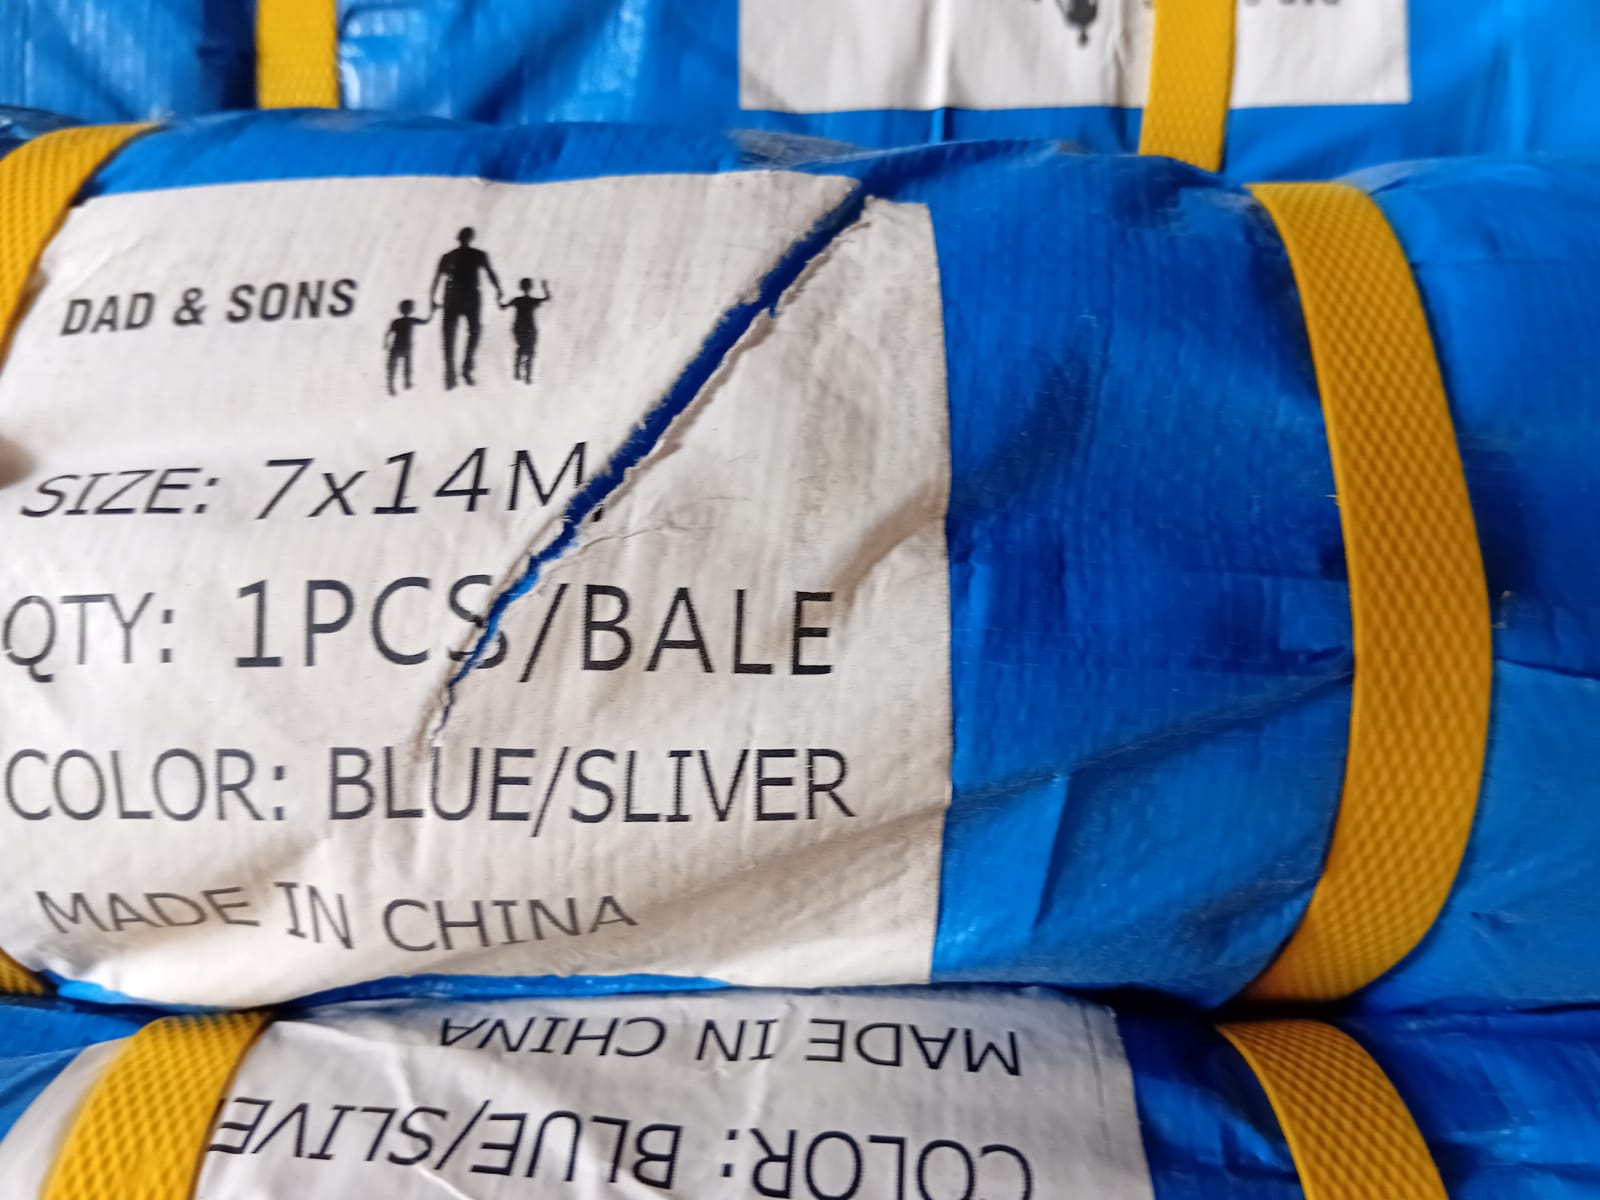 DAD & SONS
SIZE: 7x14M
QTY: 1PCS/BALE
COLOR: BLUE/SLIVER
MADE IN CHINA
MADE IN CHINA
COLOR: BLUE/SLIVE